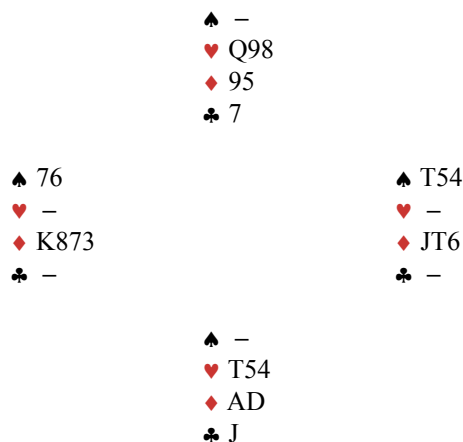 ♠ –
♥ Q98
♦ 95
♣ 7
♠ 76
♥ –
♦ K873
♣ –
♠ T54
♥ –
♦ JT6
♣ –
♠ –
♥ T54
♦ AD
♣ J